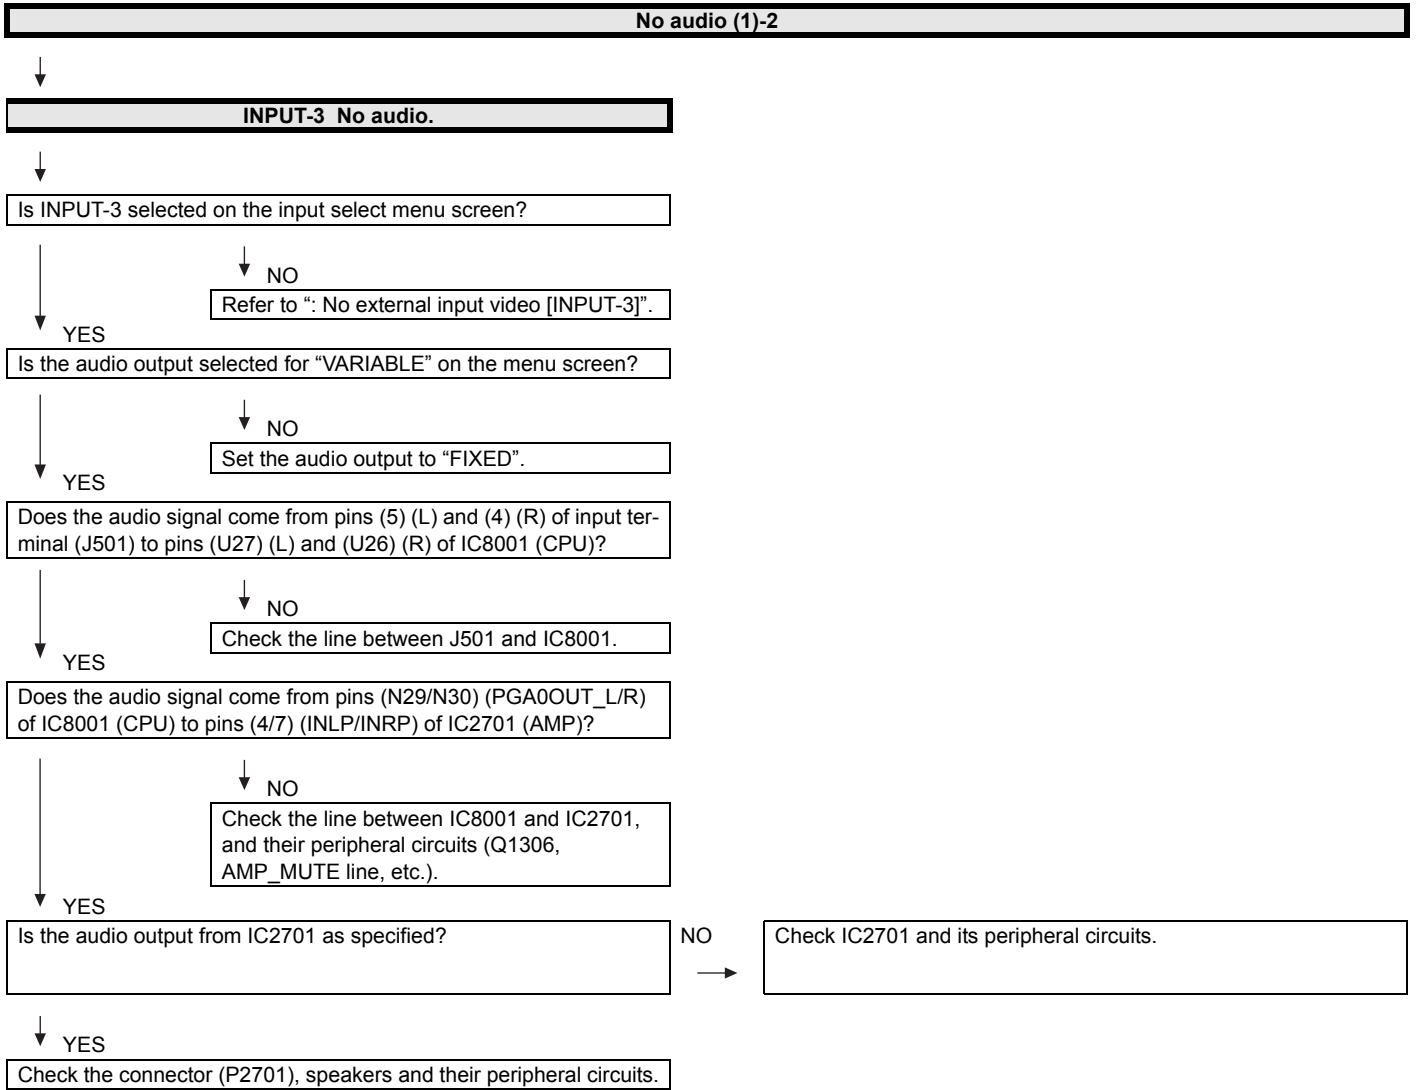 No audio (1)-2
INPUT-3  No audio.
Is INPUT-3 selected on the input select menu screen?
NO
Refer to “: No external input video [INPUT-3]”.
YES
Is the audio output selected for “VARIABLE” on the menu screen?
NO
Set the audio output to “FIXED”.
YES
Does the audio signal come from pins (5) (L) and (4) (R) of input ter-
minal (J501) to pins (U27) (L) and (U26) (R) of IC8001 (CPU)?
NO
Check the line between J501 and IC8001.
YES
Does the audio signal come from pins (N29/N30) (PGA0OUT_L/R)
of IC8001 (CPU) to pins (4/7) (INLP/INRP) of IC2701 (AMP)?
NO
Check the line between IC8001 and IC2701,
and their peripheral circuits (Q1306,
AMP_MUTE line, etc.).
YES
Is the audio output from IC2701 as specified?
NO
Check IC2701 and its peripheral circuits.
YES
Check the connector (P2701), speakers and their peripheral circuits.